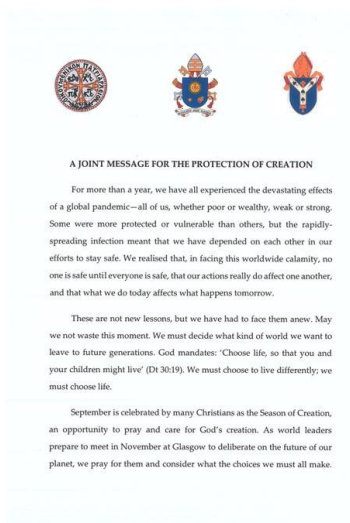 A JOINT MESSAGE FOR THE PROTECTION OF CREATION
For more than a year, we have all experienced the devastating effects
of a global pandemic—all of us, whether poor or wealthy, weak or strong.
Some were more protected or vulnerable than others, but the rapidly-
spreading infection meant that we have depended on each other in our
efforts to stay safe. We realised that, in facing this worldwide calamity, no
one is safe until everyone is safe, that our actions really do affect one another,
and that what we do today affects what happens tomorrow.
These are not new lessons, but we have had to face them anew. May
we not waste this moment. We must decide what kind of world we want to
leave to future generations. God mandates: 'Choose life, so that you and
your children might live' (Dt 30:19). We must choose to live differently; we
must choose life.
September is celebrated by many Christians as the Season of Creation,
an opportunity to pray and care for God's creation. As world leaders
prepare to meet in November at Glasgow to deliberate on the future of our
planet, we pray for them and consider what the choices we must all make.